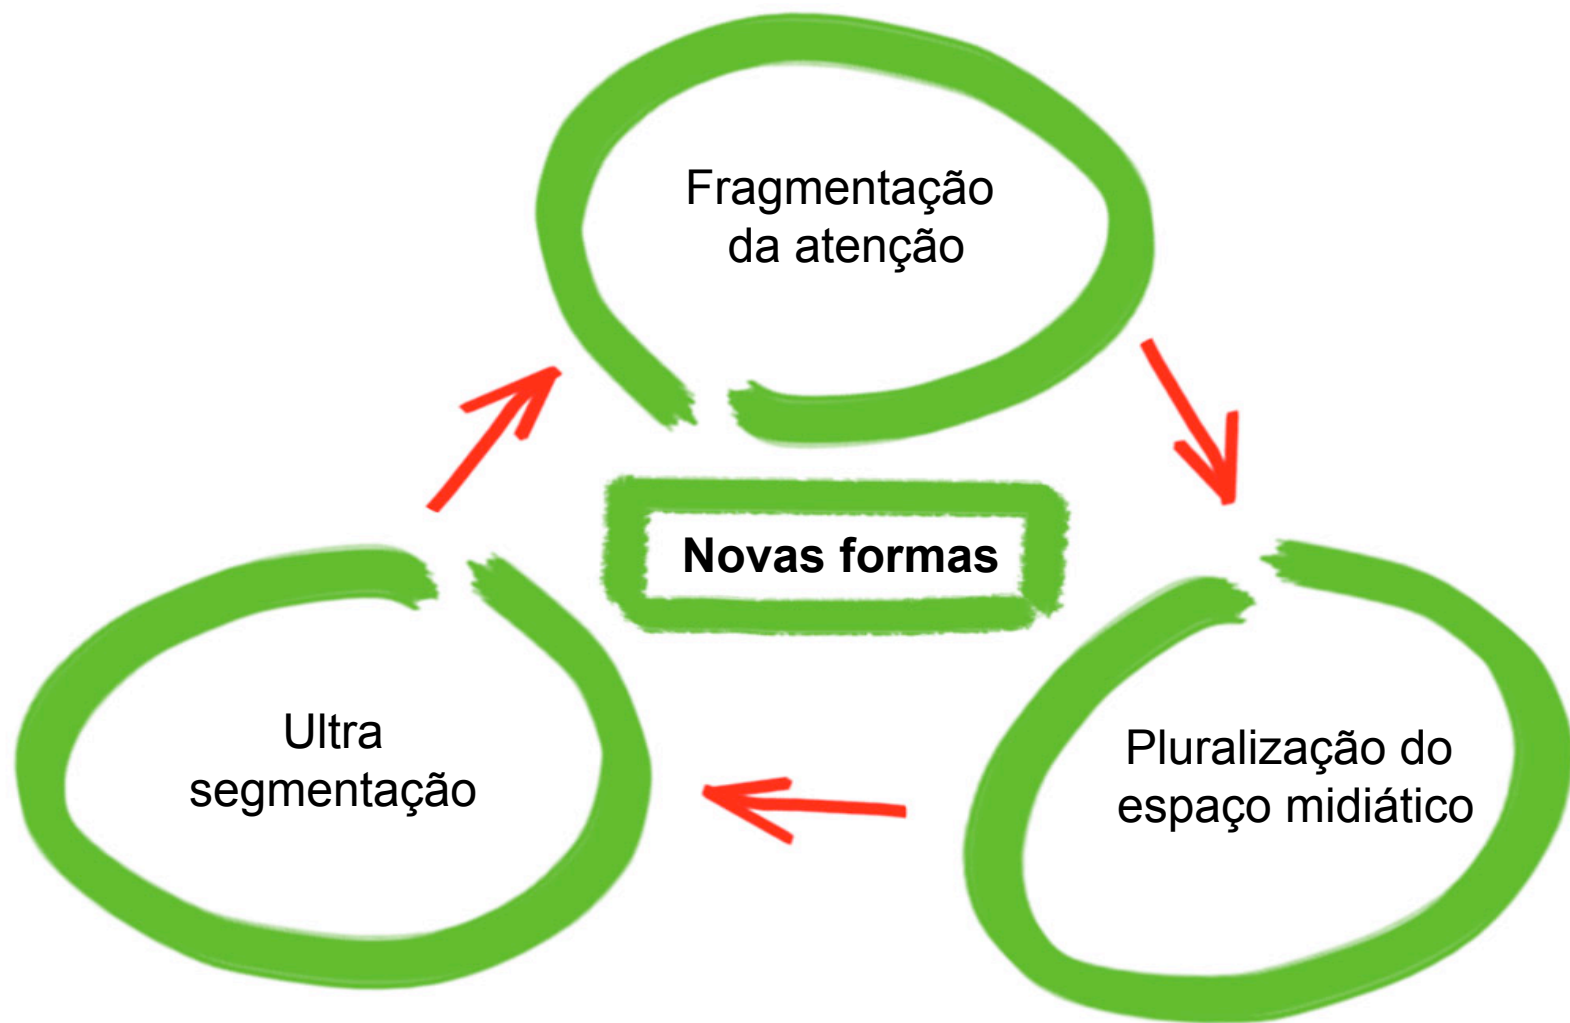 Fragmentação
da atenção
Novas formas
Ultra
segmentação
Pluralização do
espaço midiático